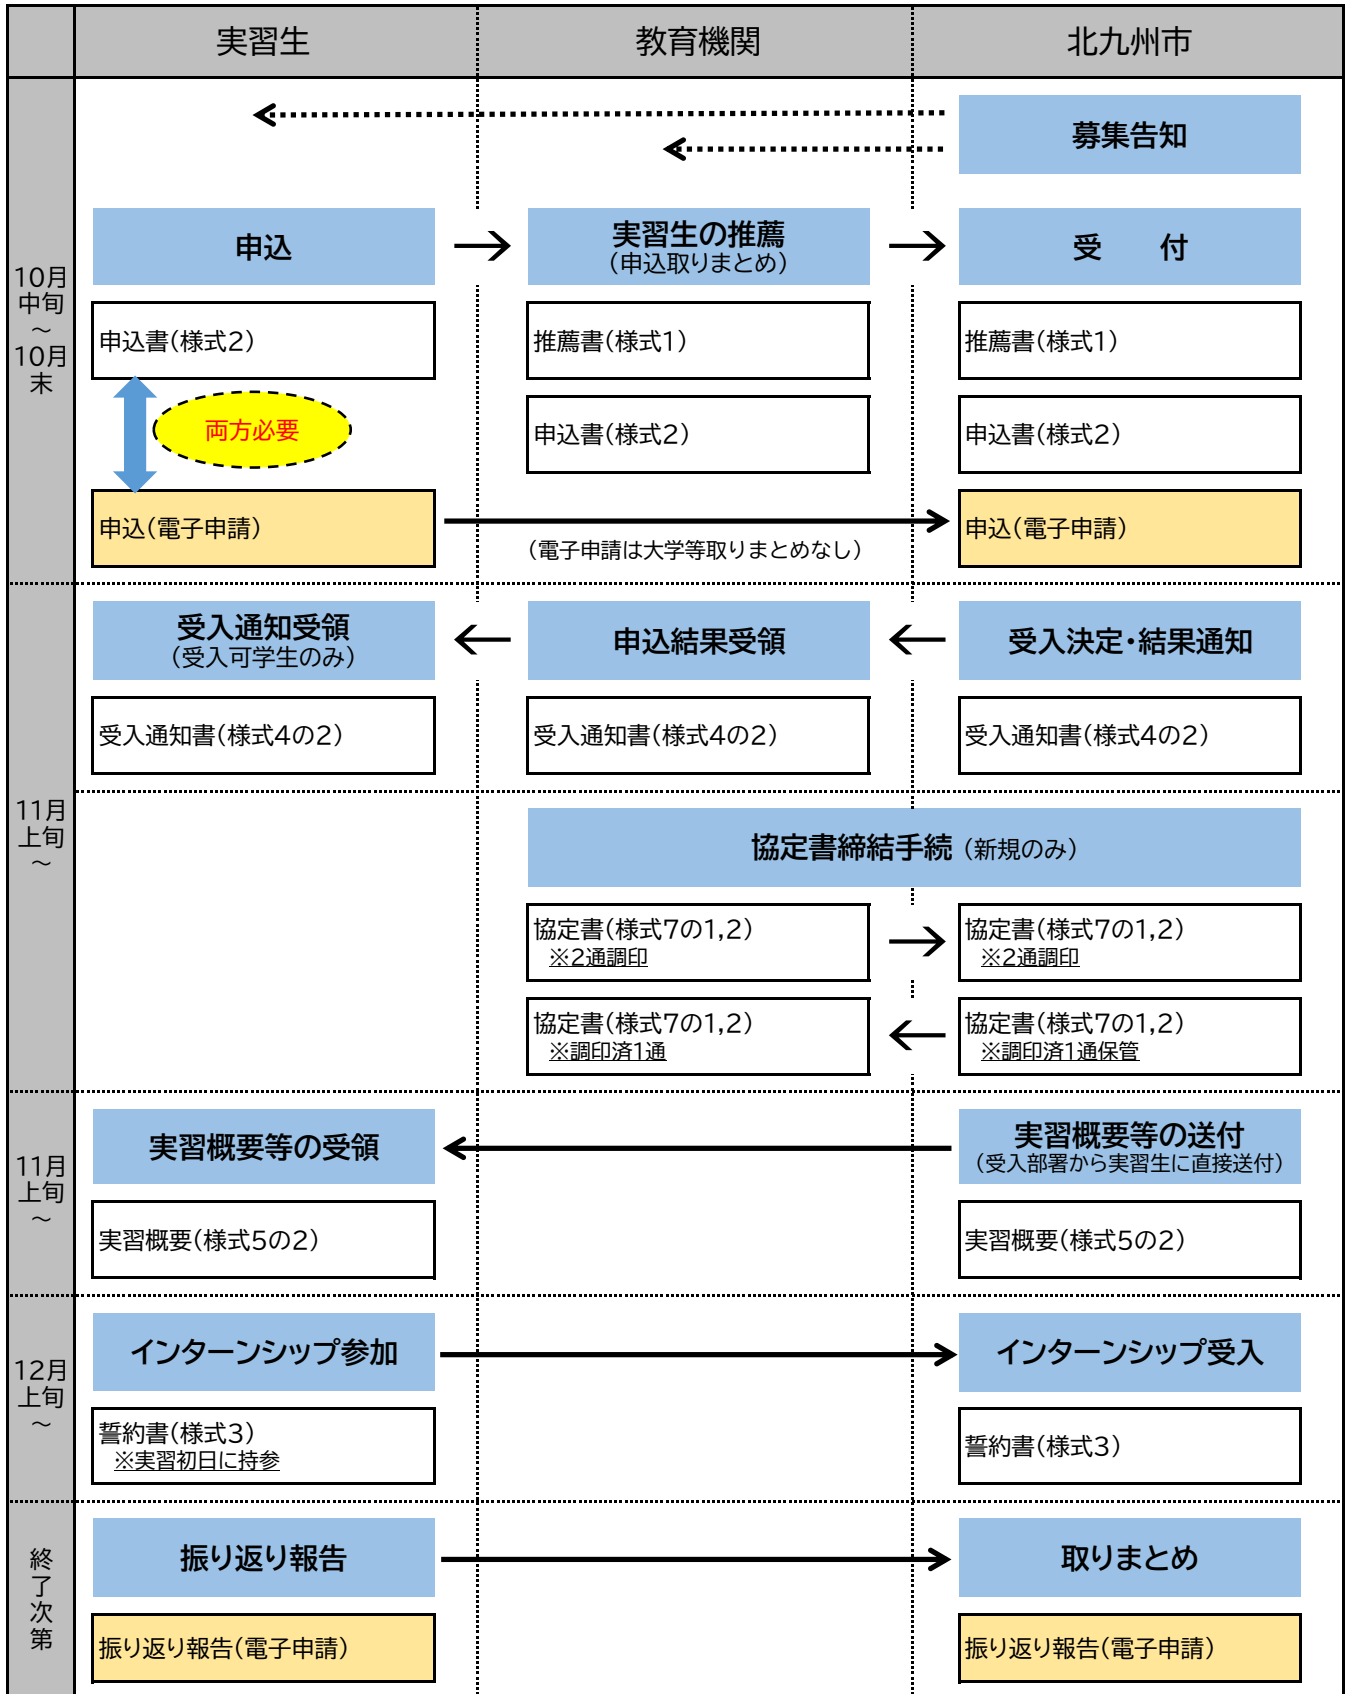 実習生
教育機関
北九州市
10月
中旬
～
10月
末
募集告知
申込
実習生の推薦
（申込取りまとめ）
受　　付
申込書（様式2）
推薦書（様式1）
推薦書（様式1）
両方必要
申込書（様式2）
申込書（様式2）
申込（電子申請）
（電子申請は大学等取りまとめなし）
申込（電子申請）
11月
上旬
～
受入通知受領
（受入可学生のみ）
申込結果受領
受入決定・結果通知
受入通知書（様式4の2）
受入通知書（様式4の2）
受入通知書（様式4の2）
協定書締結手続（新規のみ）
協定書（様式7の1,2）
※2通調印
協定書（様式7の1,2）
※2通調印
協定書（様式7の1,2）
※調印済1通
協定書（様式7の1,2）
※調印済1通保管
11月
上旬
～
実習概要等の受領
実習概要等の送付
（受入部署から実習生に直接送付）
実習概要（様式5の2）
実習概要（様式5の2）
12月
上旬
～
インターンシップ参加
インターンシップ受入
誓約書（様式3）
※実習初日に持参
誓約書（様式3）
終了次第
振り返り報告
取りまとめ
振り返り報告（電子申請）
振り返り報告（電子申請）